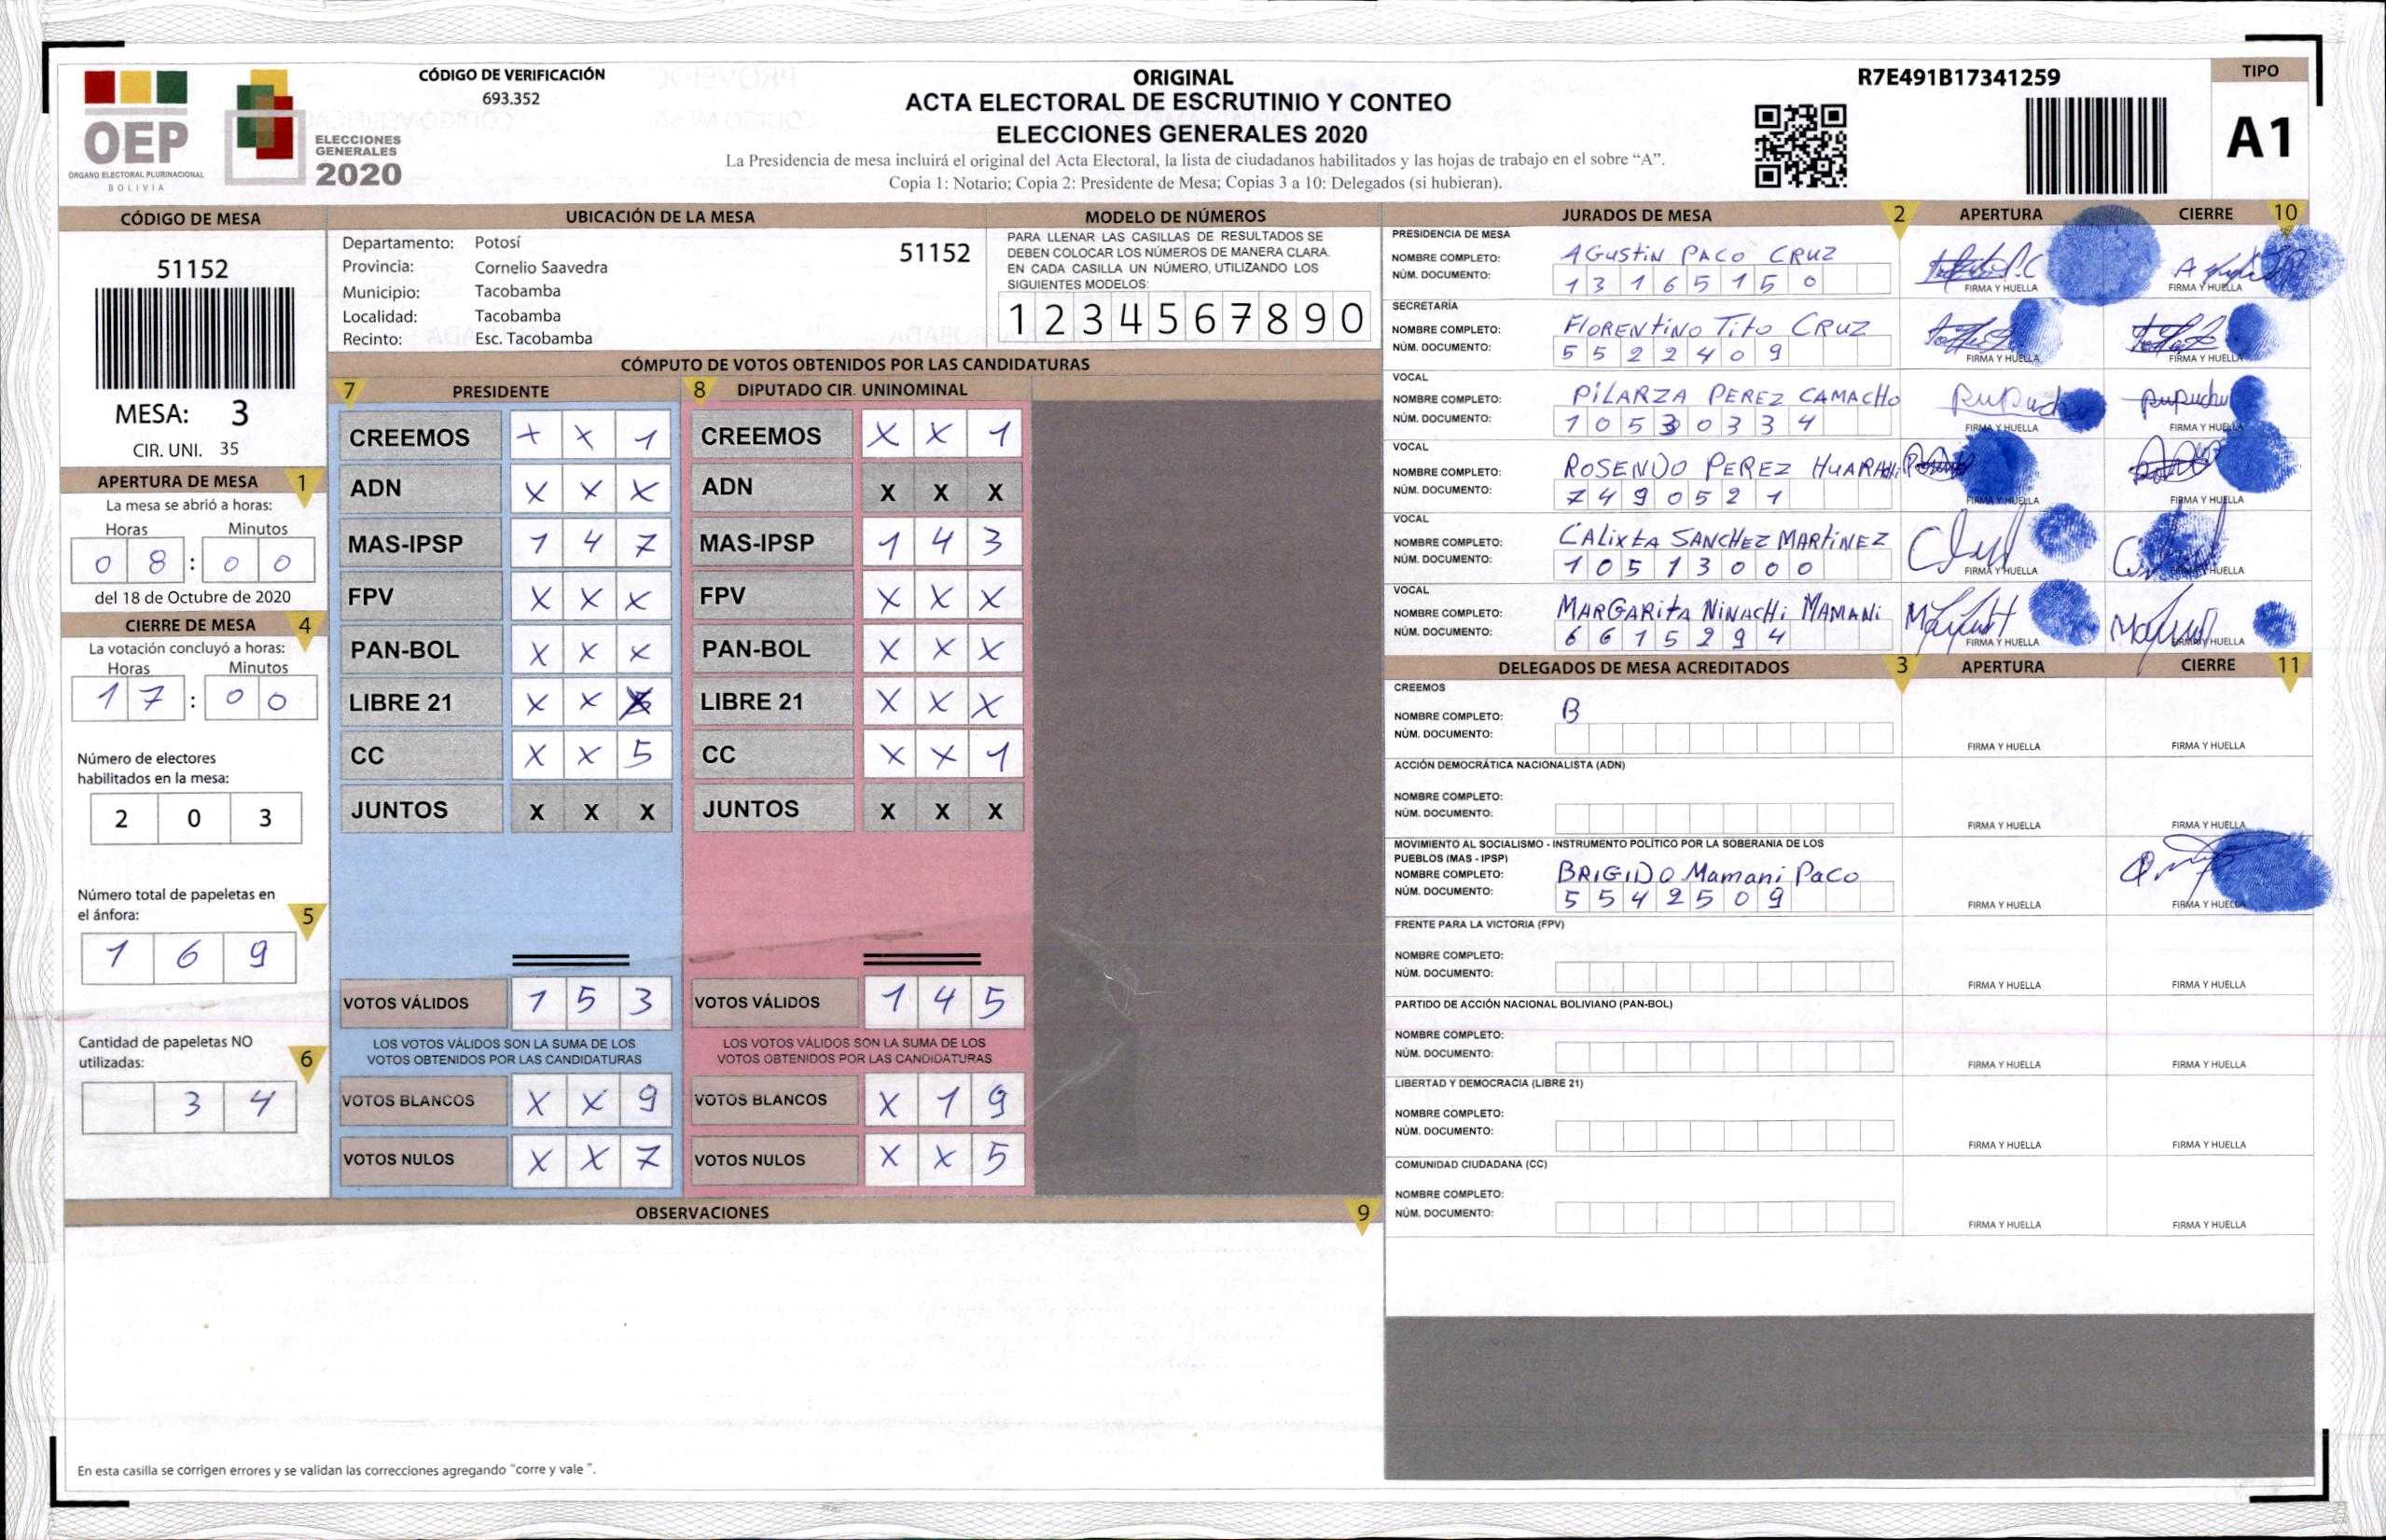 OEP
ÓRGANO ELECTORAL PLURINACIONAL
BOLIVIA
ELECCIONES
GENERALES
2020
CÓDIGO DE VERIFICACIÓN
693.352
ORIGINAL
ACTA ELECTORAL DE ESCRUTINIO Y CONTEO
ELECCIONES GENERALES 2020
La Presidencia de mesa incluirá el original del Acta Electoral, la lista de ciudadanos habilitados y las hojas de trabajo en el sobre “A”.
Copia 1: Notario; Copia 2: Presidente de Mesa; Copias 3 a 10: Delegados (si hubieran).
R7E491B17341259
TIPO
A1
CÓDIGO DE MESA
51152
MESA: 3
CIR. UNI. 35
APERTURA DE MESA 1
La mesa se abrió a horas:
Horas Minutos
0 8 : 0 0
del 18 de Octubre de 2020
CIERRE DE MESA 4
La votación concluyó a horas:
Horas Minutos
1 7 : 0 0
Número de electores
habilitados en la mesa:
2 0 3
Número total de papeletas en
el ánfora: 5
1 6 9
Cantidad de papeletas NO
utilizadas: 6
3 4
UBICACIÓN DE LA MESA
Departamento: Potosí 51152
Provincia: Cornelio Saavedra
Municipio: Tacobamba
Localidad: Tacobamba
Recinto: Esc. Tacobamba
MODELO DE NÚMEROS
PARA LLENAR LAS CASILLAS DE RESULTADOS SE
DEBEN COLOCAR LOS NÚMEROS DE MANERA CLARA.
EN CADA CASILLA UN NÚMERO, UTILIZANDO LOS
SIGUIENTES MODELOS:
1 2 3 4 5 6 7 8 9 0
CÓMPUTO DE VOTOS OBTENIDOS POR LAS CANDIDATURAS
7 PRESIDENTE
CREEMOS X X 1
ADN X X X
MAS-IPSP 1 4 7
FPV X X X
PAN-BOL X X X
LIBRE 21 X X X
CC X X 5
JUNTOS X X X
VOTOS VÁLIDOS 1 5 3
LOS VOTOS VÁLIDOS SON LA SUMA DE LOS
VOTOS OBTENIDOS POR LAS CANDIDATURAS
VOTOS BLANCOS X X 9
VOTOS NULOS X X 7
8 DIPUTADO CIR. UNINOMINAL
CREEMOS X X 1
ADN X X X
MAS-IPSP 1 4 3
FPV X X X
PAN-BOL X X X
LIBRE 21 X X X
CC X X 1
JUNTOS X X X
VOTOS VÁLIDOS 1 4 5
LOS VOTOS VÁLIDOS SON LA SUMA DE LOS
VOTOS OBTENIDOS POR LAS CANDIDATURAS
VOTOS BLANCOS X 1 9
VOTOS NULOS X X 5
OBSERVACIONES 9
En esta casilla se corrigen errores y se validan las correcciones agregando “corre y vale ”.
JURADOS DE MESA 2 APERTURA CIERRE 10
PRESIDENCIA DE MESA
NOMBRE COMPLETO: AGUStiN PACO CRUZ
NÚM. DOCUMENTO: 1 3 1 6 5 1 5 0
FIRMA Y HUELLA FIRMA Y HUELLA
SECRETARÍA
NOMBRE COMPLETO: FLORENtiNO Tito CRUZ
NÚM. DOCUMENTO: 5 5 2 2 4 0 9
FIRMA Y HUELLA FIRMA Y HUELLA
VOCAL
NOMBRE COMPLETO: PiLARZA PEREZ CAMACHO
NÚM. DOCUMENTO: 1 0 5 3 0 3 3 4
FIRMA Y HUELLA FIRMA Y HUELLA
VOCAL
NOMBRE COMPLETO: ROSENDO PEREZ
NÚM. DOCUMENTO: 7 4 9 0 5 2 1
FIRMA Y HUELLA FIRMA Y HUELLA
VOCAL
NOMBRE COMPLETO: CALixtA SANCHEZ MARtiNEZ
NÚM. DOCUMENTO: 1 0 5 1 3 0 0 0
FIRMA Y HUELLA FIRMA Y HUELLA
VOCAL
NOMBRE COMPLETO: MARGARitA NiNACHi MAMANi
NÚM. DOCUMENTO: 6 6 1 5 2 9 4
FIRMA Y HUELLA FIRMA Y HUELLA
DELEGADOS DE MESA ACREDITADOS 3 APERTURA CIERRE 11
CREEMOS
NOMBRE COMPLETO: B
NÚM. DOCUMENTO:
FIRMA Y HUELLA FIRMA Y HUELLA
ACCIÓN DEMOCRÁTICA NACIONALISTA (ADN)
NOMBRE COMPLETO:
NÚM. DOCUMENTO:
FIRMA Y HUELLA FIRMA Y HUELLA
MOVIMIENTO AL SOCIALISMO - INSTRUMENTO POLÍTICO POR LA SOBERANIA DE LOS
PUEBLOS (MAS - IPSP)
NOMBRE COMPLETO: BRIGIDO Mamani Paco
NÚM. DOCUMENTO: 5 5 4 2 5 0 9
FIRMA Y HUELLA FIRMA Y HUELLA
FRENTE PARA LA VICTORIA (FPV)
NOMBRE COMPLETO:
NÚM. DOCUMENTO:
FIRMA Y HUELLA FIRMA Y HUELLA
PARTIDO DE ACCIÓN NACIONAL BOLIVIANO (PAN-BOL)
NOMBRE COMPLETO:
NÚM. DOCUMENTO:
FIRMA Y HUELLA FIRMA Y HUELLA
LIBERTAD Y DEMOCRACIA (LIBRE 21)
NOMBRE COMPLETO:
NÚM. DOCUMENTO:
FIRMA Y HUELLA FIRMA Y HUELLA
COMUNIDAD CIUDADANA (CC)
NOMBRE COMPLETO:
NÚM. DOCUMENTO:
FIRMA Y HUELLA FIRMA Y HUELLA